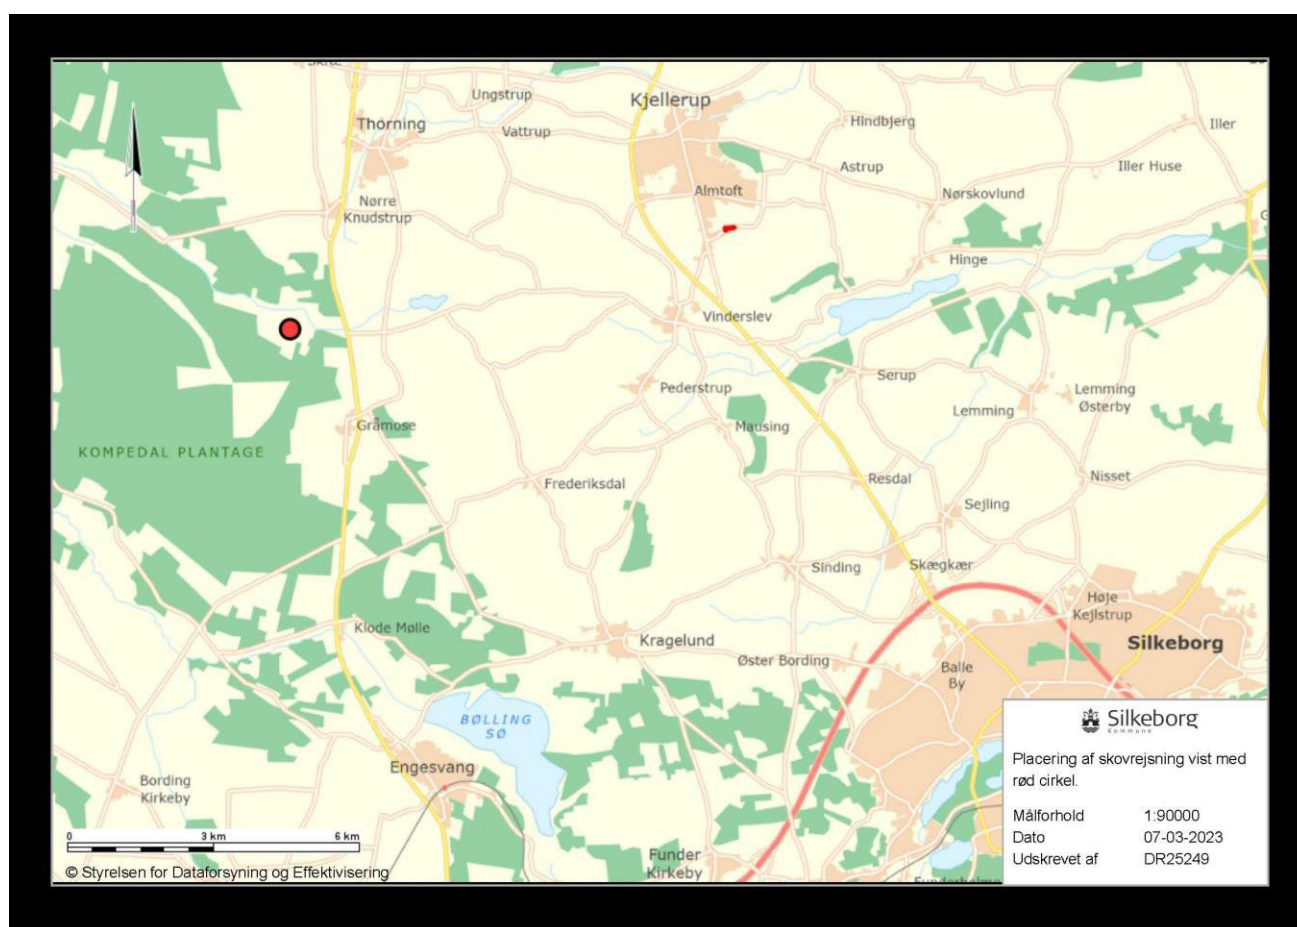 Ungstrup
Kjellerup
Thorning
Vattrup
Hindbjerg
Iller
Astrup
Iller Huse
Almtoft
Nørskovlund
Nørre
Knudstrup
Hinge
Vinderslev
Serup
Pederstrup
Lemming
Østerby
Lemming
Gråmose
Mausing
KOMPEDAL PLANTAGE
Frederiksdal
Resdal
Nisset
Sejling
Sinding
Skægkær
Høje
Kejlstrup
Klode Mølle
Kragelund
Silkeborg
Øster Bording
Balle
By
BØLLING
SØ
Engesvang
Bording
Kirkeby
Funder
Kirkeby
Silkeborg
Kommune
Placering af skovrejsning vist med
rød cirkel.
Målforhold 1:90000
Dato 07-03-2023
Udskrevet af DR25249
0 3 km 6 km
© Styrelsen for Dataforsyning og Effektivisering